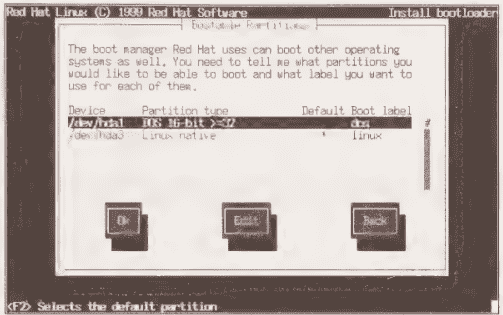 Red Hat Linux (C) 1999 Red Hat Software Install bootloader
Bootable Partitions
The boot manager Red Hat uses can boot other operating
systems as well. You need to tell me what partitions you
would like to be able to boot and what label you want to
use for each of them.
Device Partition type Default Boot label
/dev/hda1 DOS 16-bit >=32 dos
/dev/hda3 Linux native * linux
Ok Edit Back
<F2> Selects the default partition